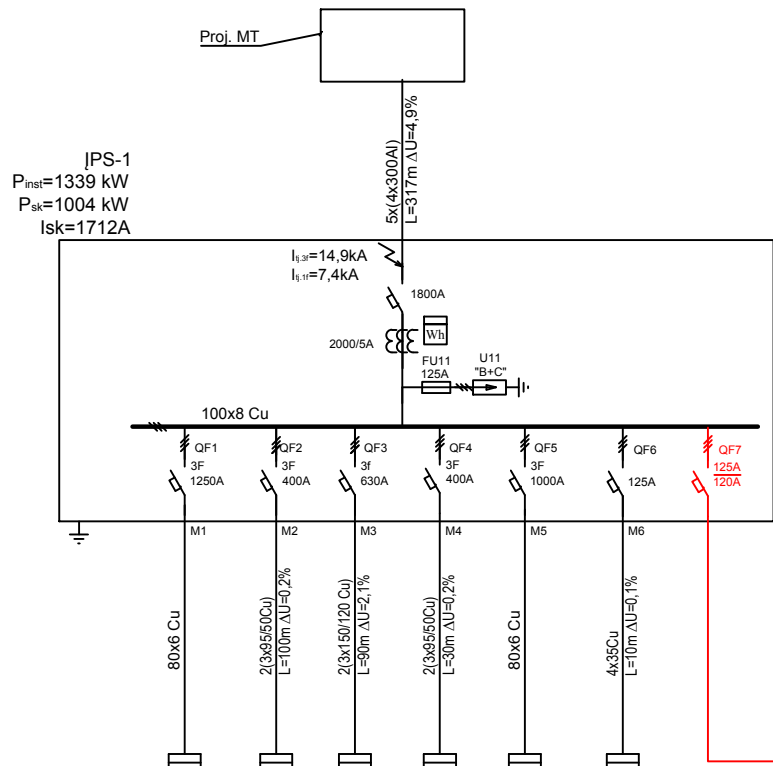 Proj. MT
5x(4x300Al)
L=317m ΔU=4,9%
ĮPS-1
Pinst=1339 kW
Psk=1004 kW
Isk=1712A
Itj.3f=14,9kA
Itj.1f=7,4kA
1800A
2000/5A
Wh
FU11
125A
U11
"B+C"
100x8 Cu
QF1
3F
1250A
QF2
3F
400A
QF3
3f
630A
QF4
3F
400A
QF5
3F
1000A
QF6
125A
QF7
125A
120A
M1
M2
M3
M4
M5
M6
80x6 Cu
2(3x95/50Cu)
L=100m ΔU=0,2%
2(3x150/120 Cu)
L=90m ΔU=2,1%
2(3x95/50Cu)
L=30m ΔU=0,2%
80x6 Cu
4x35Cu
L=10m ΔU=0,1%